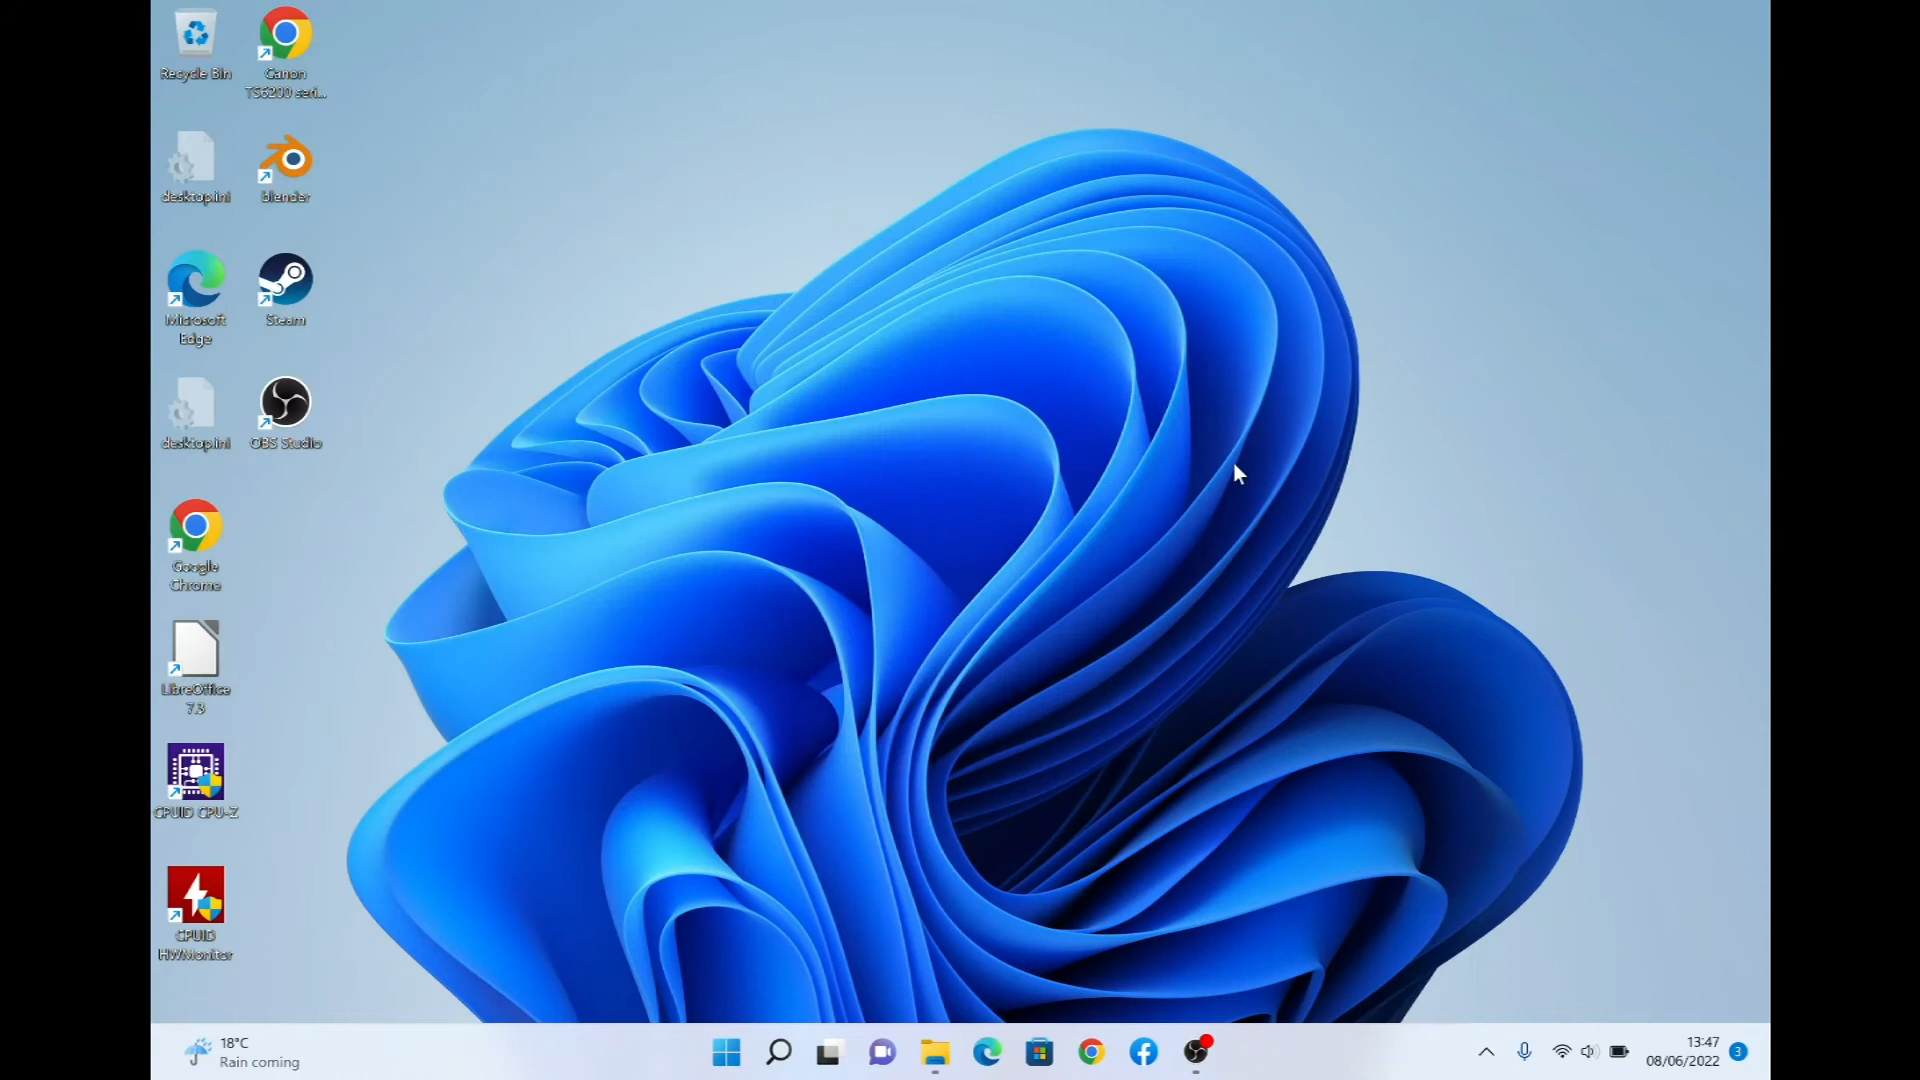 Recycle Bin
Canon
TS6200 seri...
desktop.ini
blender
Microsoft
Edge
Steam
desktop.ini
OBS Studio
Google
Chrome
LibreOffice
7.3
CPUID CPU-Z
CPUID
HWMonitor
18°C
Rain coming
13:47
08/06/2022
3